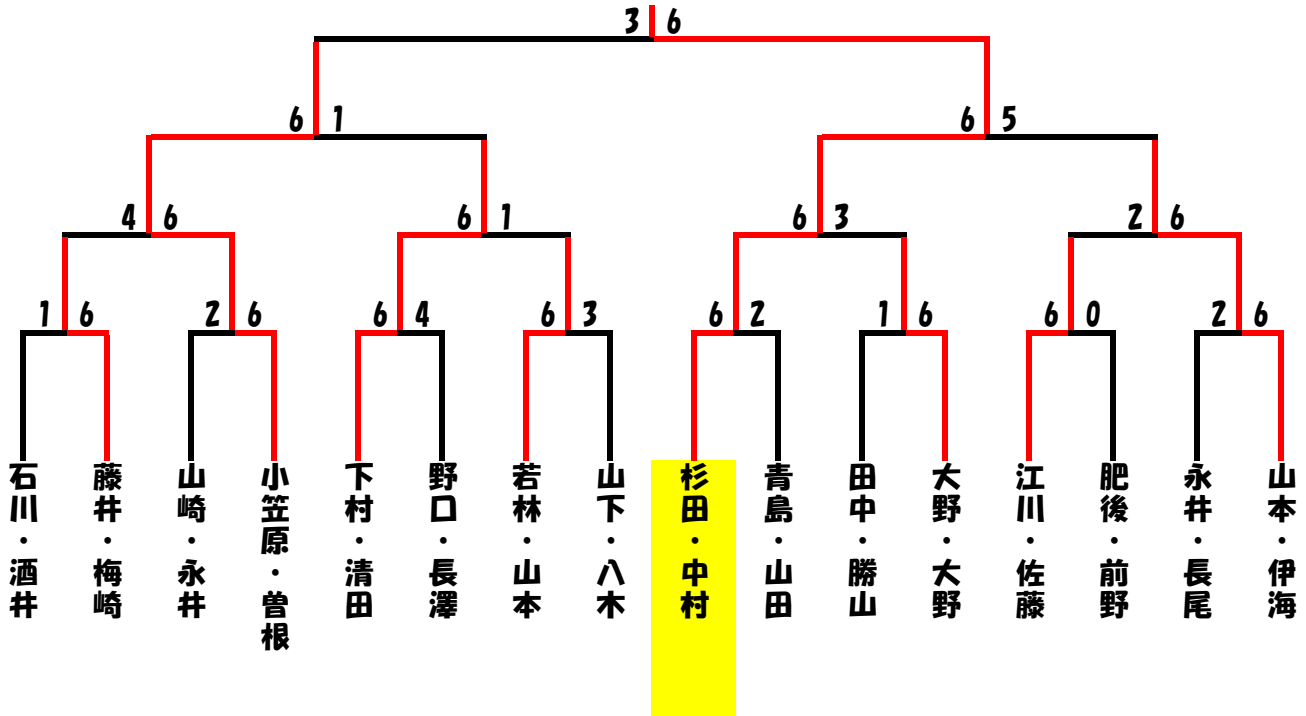 3 6
6 1
6 5
4 6
6 1
6 3
2 6
1 6
2 6
6 4
6 3
6 2
1 6
6 0
2 6
石川・酒井
藤井・梅崎
山崎・永井
小笠原・曽根
下村・清田
野口・長澤
若林・山本
山下・八木
杉田・中村
青島・山田
田中・勝山
大野・大野
江川・佐藤
肥後・前野
永井・長尾
山本・伊海